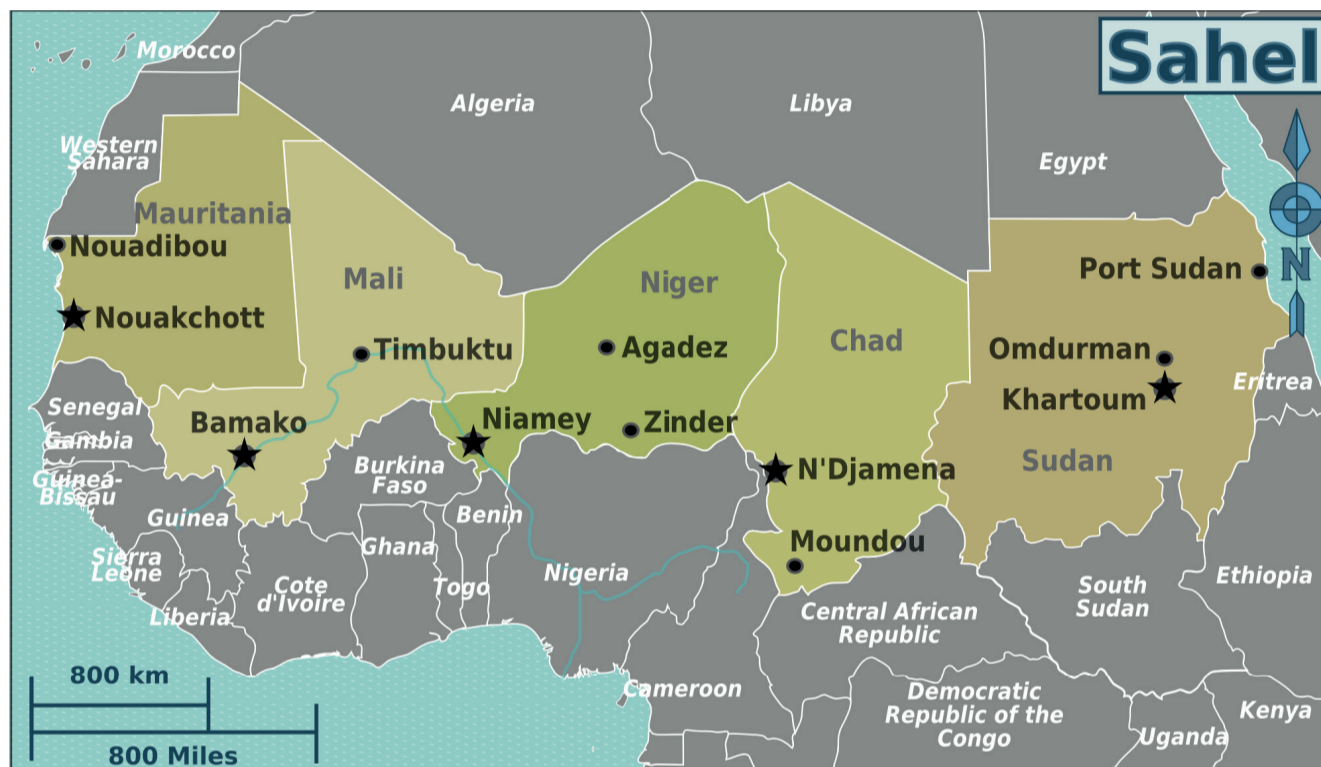 Sahel
Morocco
Algeria
Libya
Egypt
Western
Sahara
Mauritania
Nouadibou
Nouakchott
Mali
Timbuktu
Bamako
Niger
Agadez
Zinder
Niamey
Chad
N'Djamena
Moundou
Port Sudan
Omdurman
Khartoum
Sudan
N
Eritrea
Senegal
Gambia
Guinea-
Bissau
Guinea
Sierra
Leone
Liberia
Cote
d'Ivoire
Burkina
Faso
Ghana
Togo
Benin
Nigeria
Cameroon
Central African
Republic
South
Sudan
Ethiopia
Democratic
Republic of the
Congo
Uganda
Kenya
800 km
800 Miles